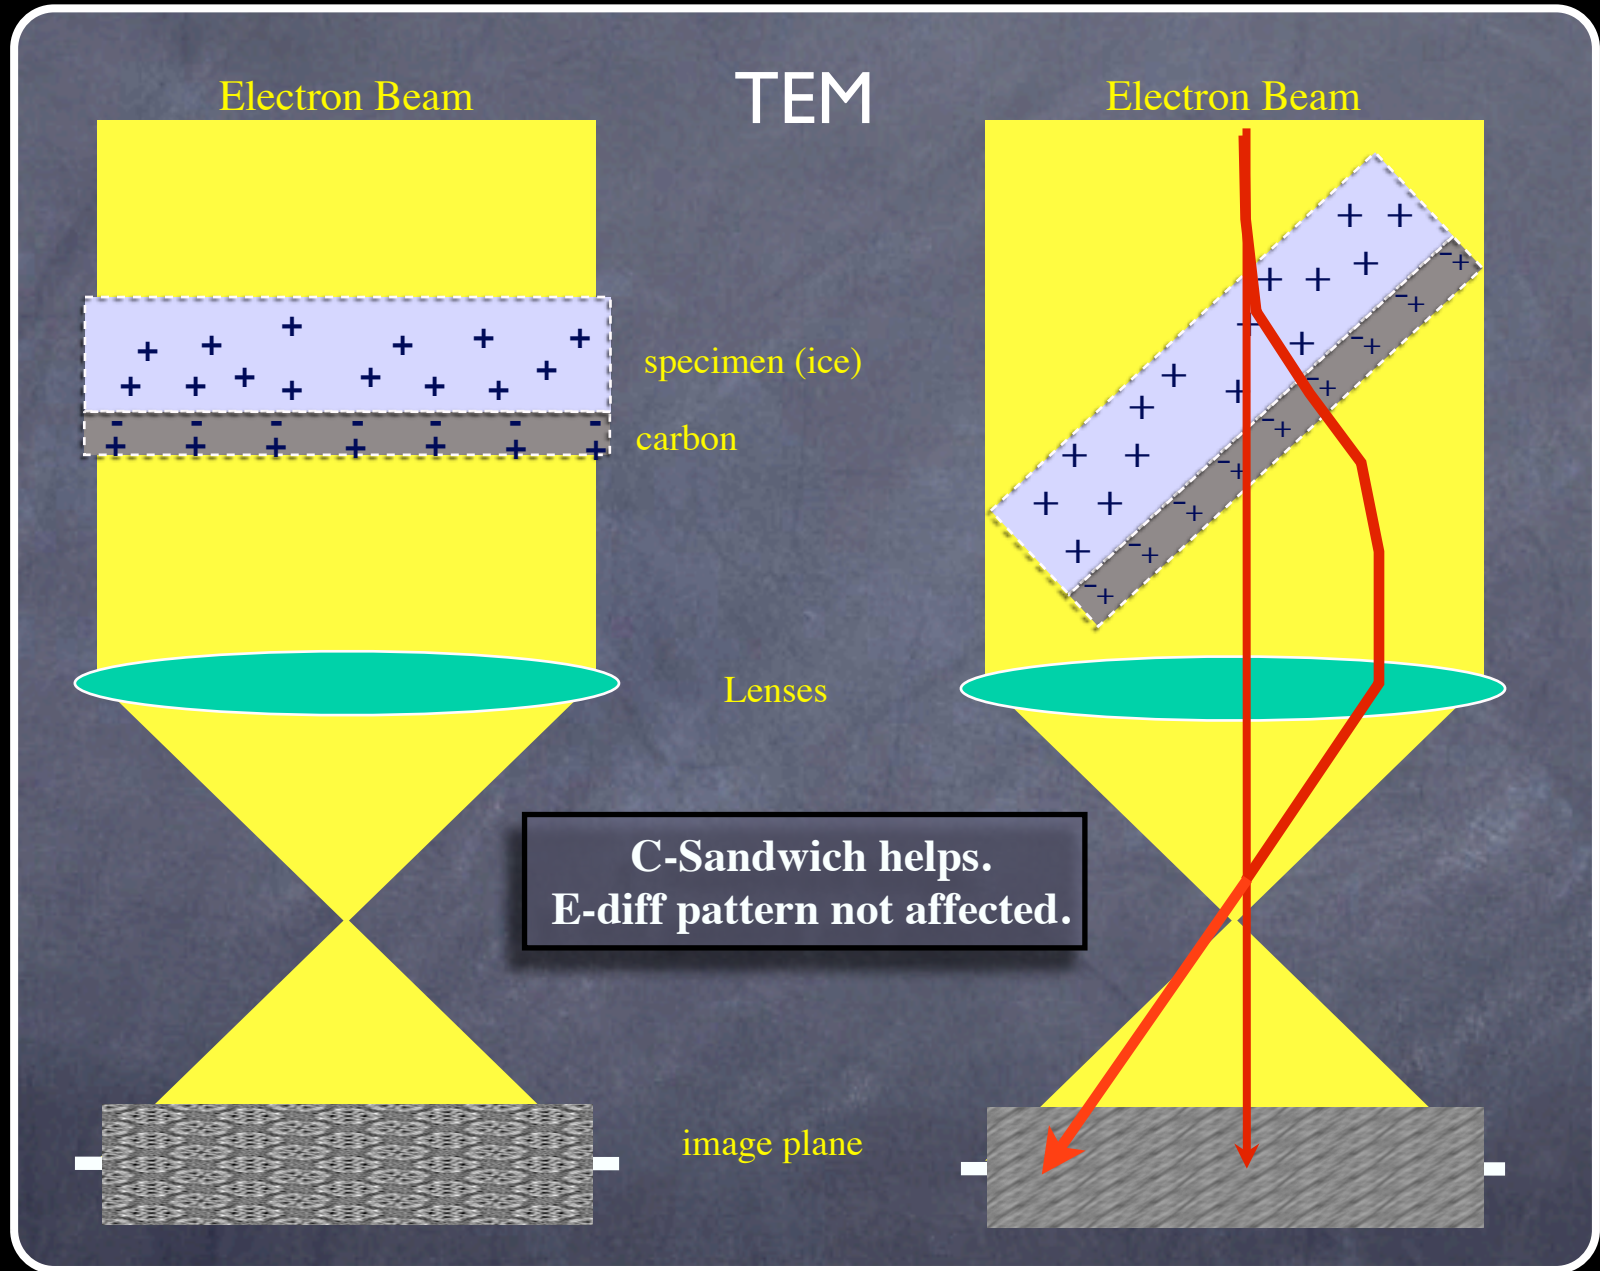 TEM
Electron Beam
Electron Beam
specimen (ice)
carbon
Lenses
C-Sandwich helps.
E-diff pattern not affected.
image plane